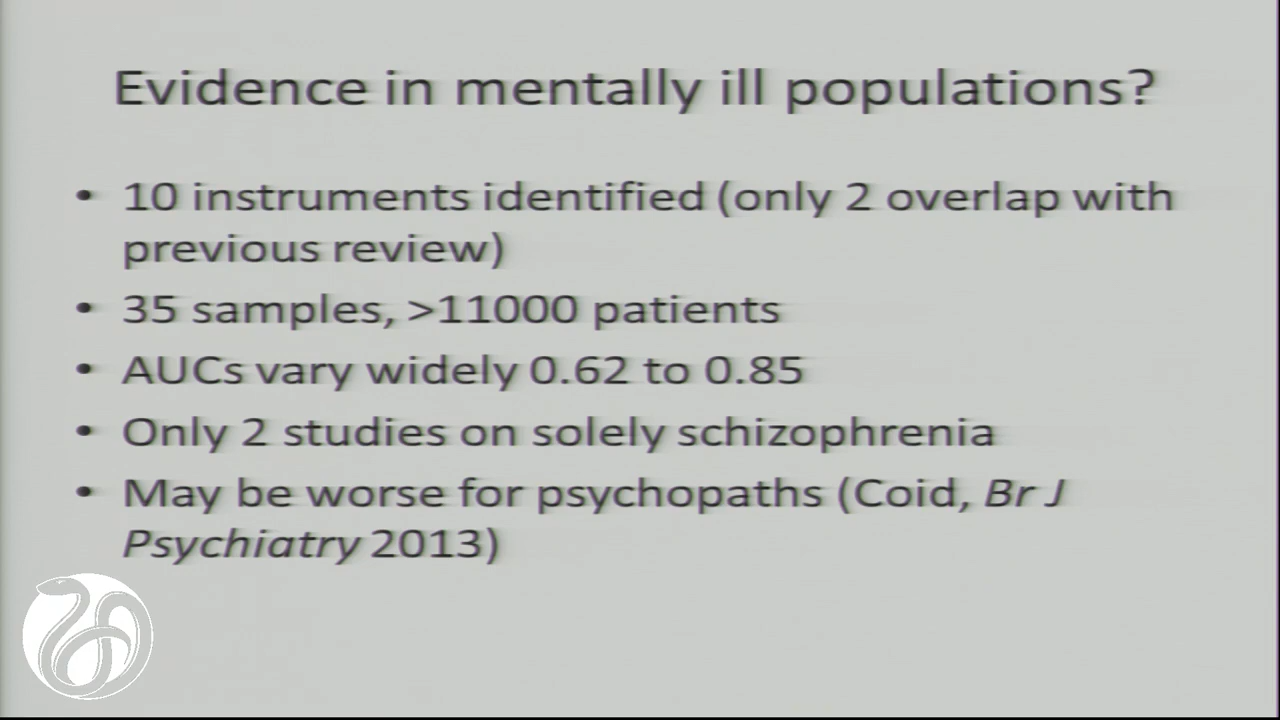 Evidence in mentally ill populations?
• 10 instruments identified (only 2 overlap with
previous review)
• 35 samples, >11000 patients
• AUCs vary widely 0.62 to 0.85
• Only 2 studies on solely schizophrenia
• May be worse for psychopaths (Coid, Br J
Psychiatry 2013)